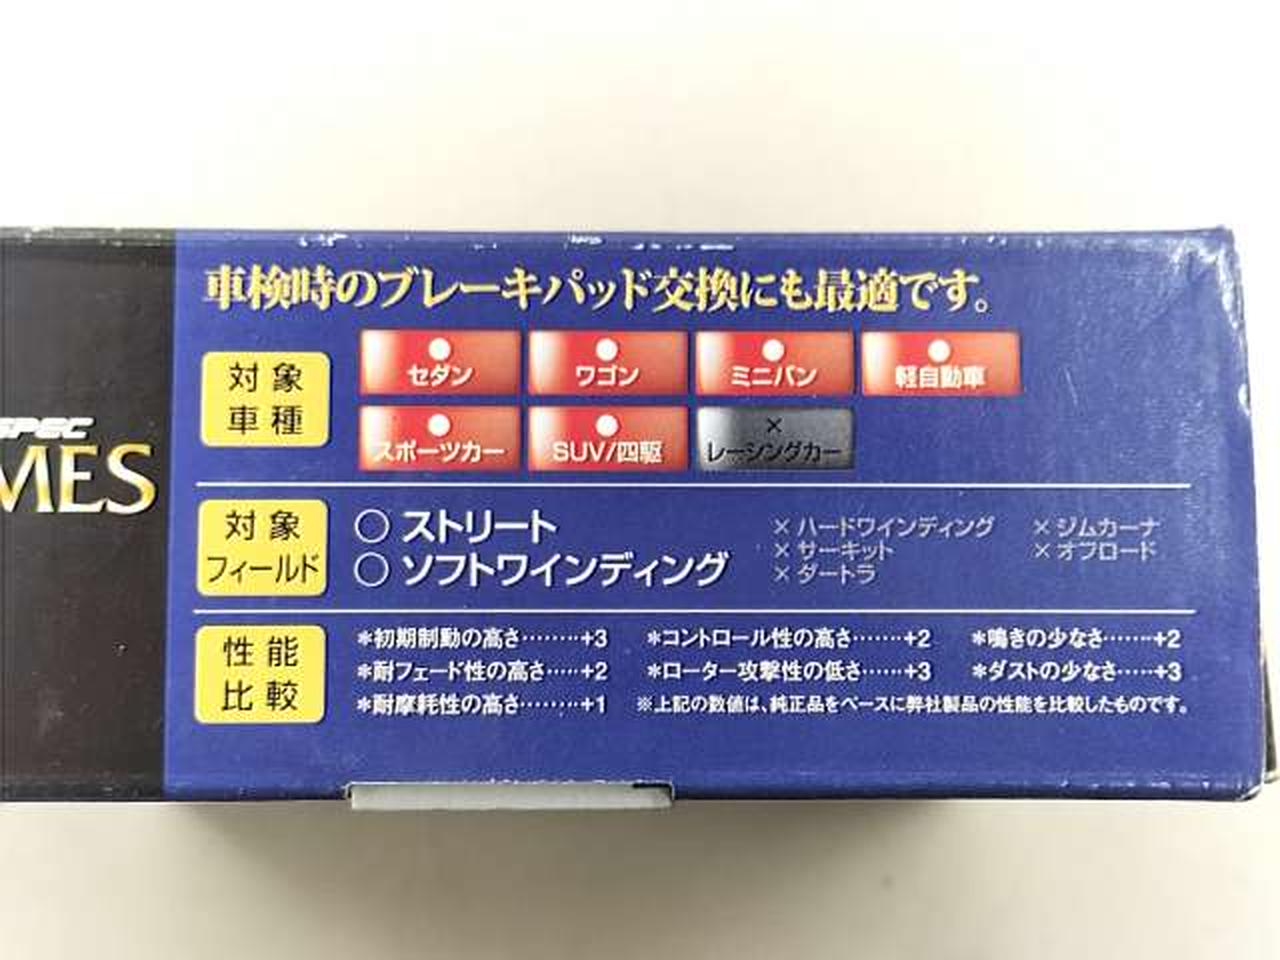 車検時のブレーキパッド交換にも最適です。
対象
車種
●
セダン
●
ワゴン
●
ミニバン
●
軽自動車
●
スポーツカー
●
SUV/四駆
×
レーシングカー
SPEC
MES
対象
フィールド
○ ストリート
○ ソフトワインディング
×ハードワインディング ×ジムカーナ
×サーキット ×オフロード
×ダートラ
性能
比較
*初期制動の高さ………+3 *コントロール性の高さ……+2 *鳴きの少なさ……+2
*耐フェード性の高さ……+2 *ローター攻撃性の低さ……+3 *ダストの少なさ……+3
*耐摩耗性の高さ………+1 ※上記の数値は、純正品をベースに弊社製品の性能を比較したものです。